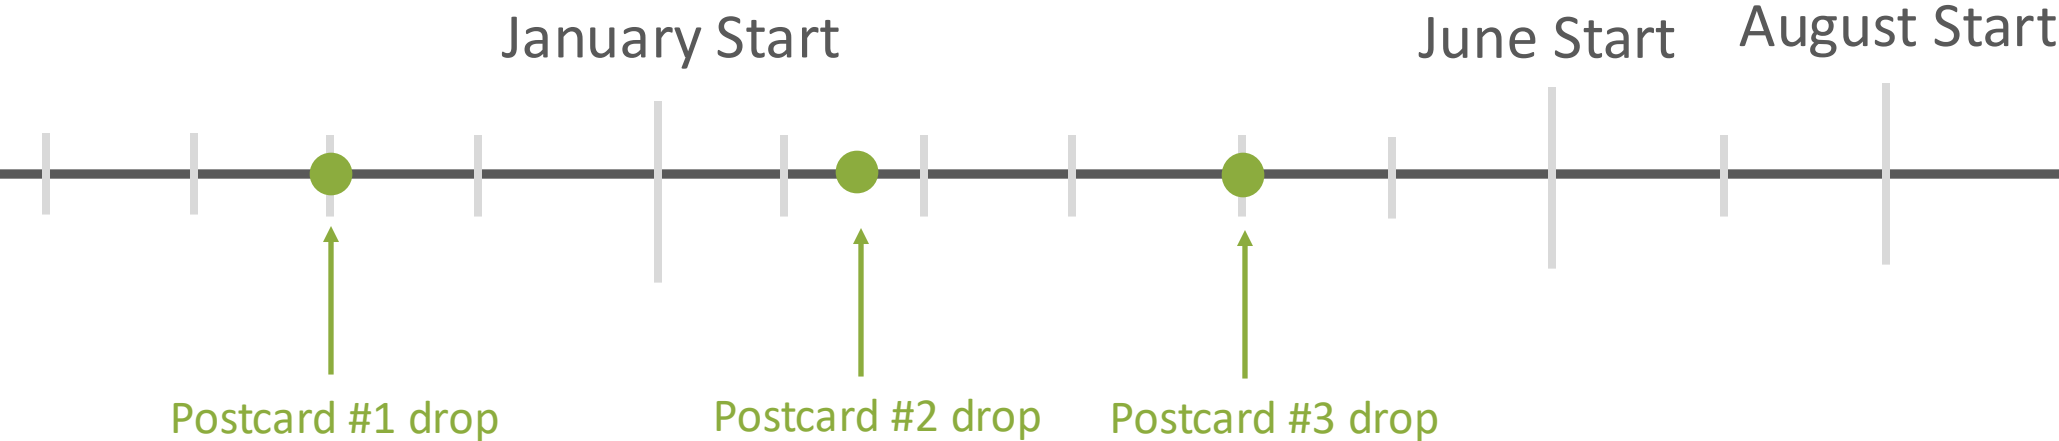 January Start
June Start
August Start
Postcard #1 drop
Postcard #2 drop
Postcard #3 drop